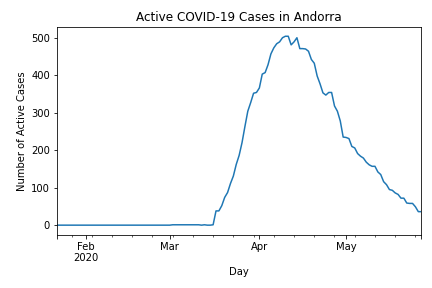 Active COVID-19 Cases in Andorra
500
400
300
200
100
0
Number of Active Cases
Feb
2020
Mar
Apr
May
Day